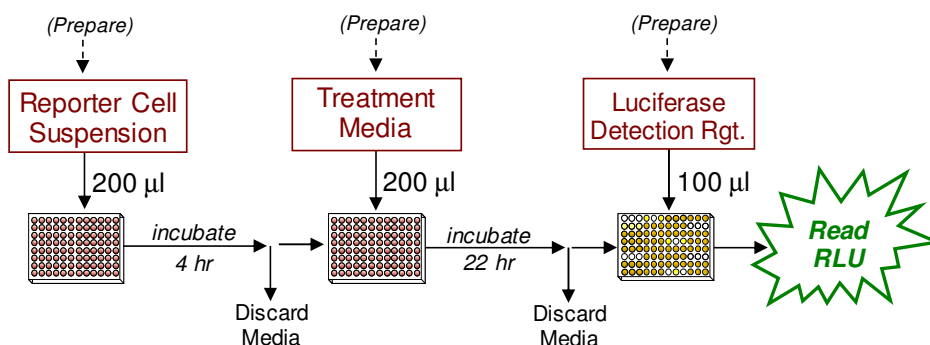 (Prepare)
(Prepare)
(Prepare)
Reporter Cell
Suspension
Treatment
Media
Luciferase
Detection Rgt.
200 µl
200 µl
100 µl
incubate
4 hr
incubate
22 hr
Read
RLU
Discard
Media
Discard
Media